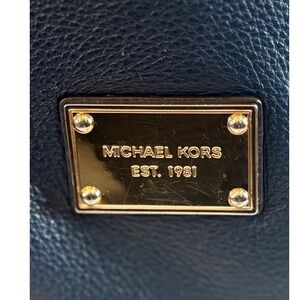 MICHAEL KORS
EST. 1981